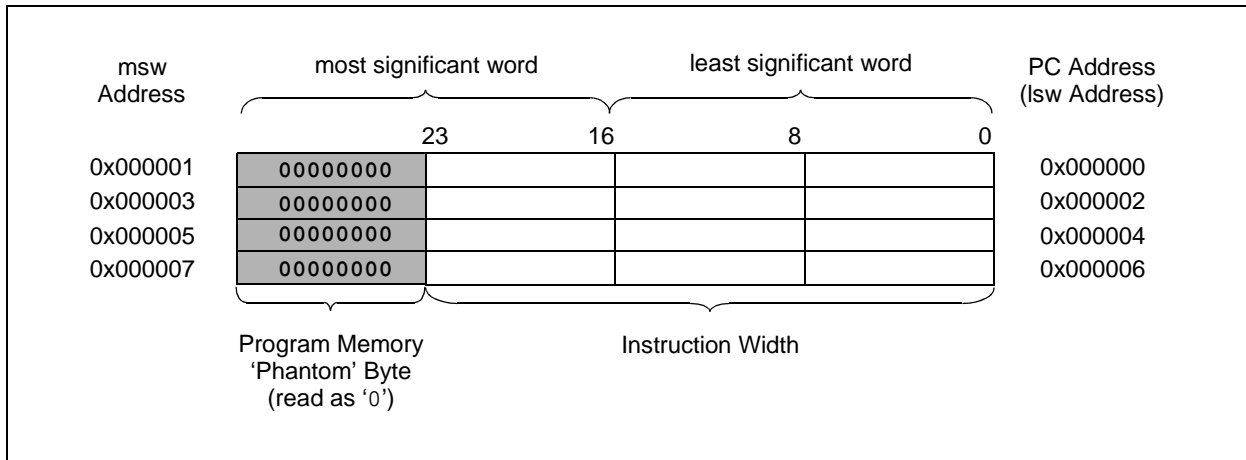 msw
Address
most significant word
least significant word
PC Address
(lsw Address)
23
16
8
0
0x000001
00000000
0x000000
0x000003
00000000
0x000002
0x000005
00000000
0x000004
0x000007
00000000
0x000006
Program Memory
‘Phantom’ Byte
(read as ‘0’)
Instruction Width